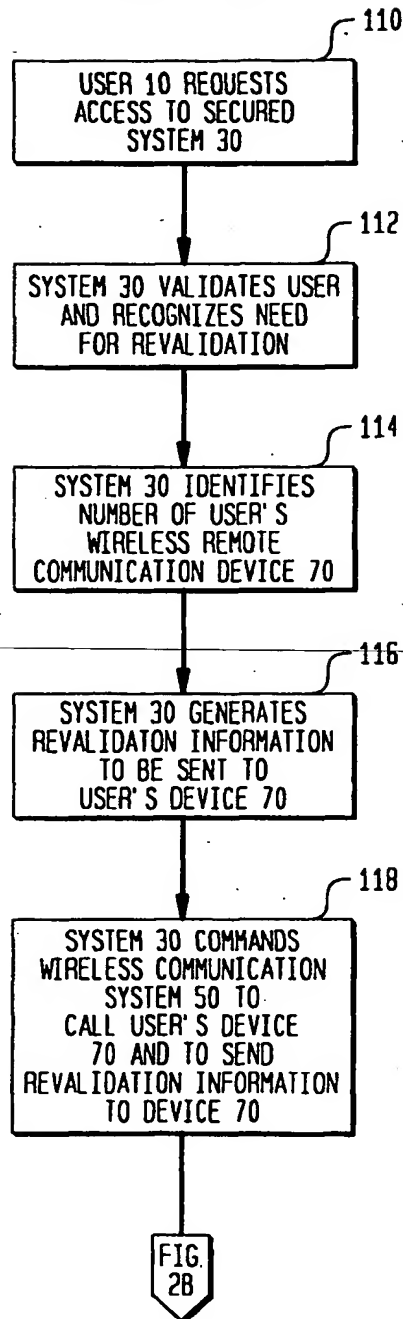 110
USER 10 REQUESTS
ACCESS TO SECURED
SYSTEM 30
112
SYSTEM 30 VALIDATES USER
AND RECOGNIZES NEED
FOR REVALIDATION
114
SYSTEM 30 IDENTIFIES
NUMBER OF USER'S
WIRELESS REMOTE
COMMUNICATION DEVICE 70
116
SYSTEM 30 GENERATES
REVALIDATON INFORMATION
TO BE SENT TO
USER'S DEVICE 70
118
SYSTEM 30 COMMANDS
WIRELESS COMMUNICATION
SYSTEM 50 TO
CALL USER'S DEVICE
70 AND TO SEND
REVALIDATION INFORMATION
TO DEVICE 70
FIG.
2B